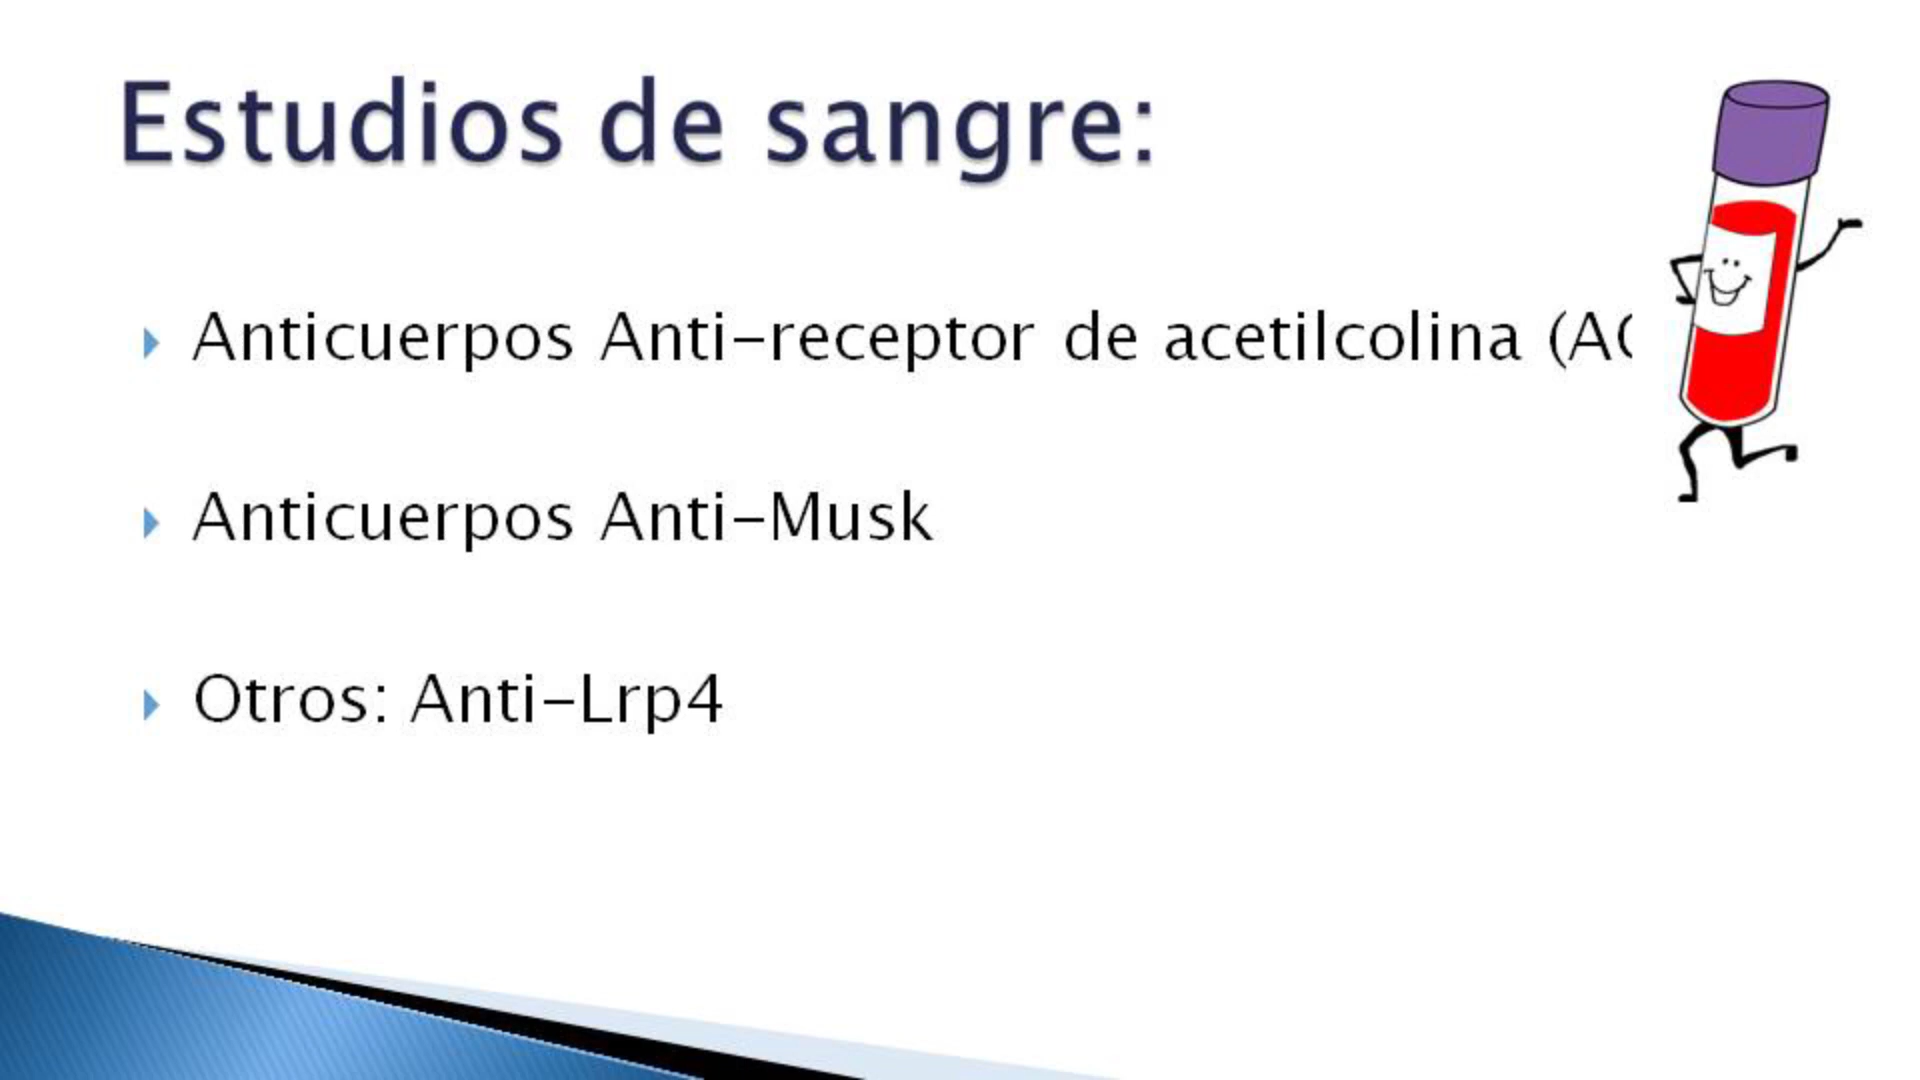 Estudios de sangre:
Anticuerpos Anti-receptor de acetilcolina
Anticuerpos Anti-Musk
Otros: Anti-Lrp4